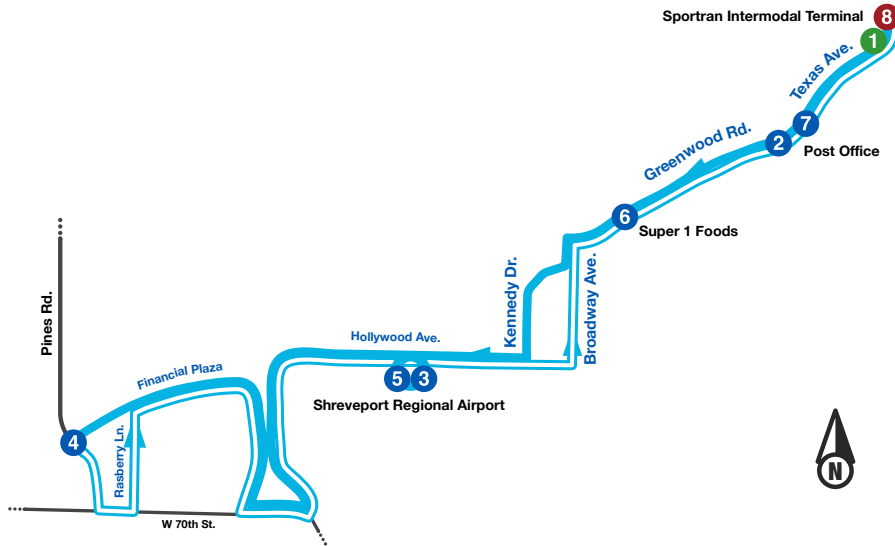 Sportran Intermodal Terminal
8
1
Texas Ave.
7
2
Post Office
Greenwood Rd.
6
Super 1 Foods
Kennedy Dr.
Broadway Ave.
Pines Rd.
Hollywood Ave.
5
3
Shreveport Regional Airport
Financial Plaza
4
Rasberry Ln.
W 70th St.
N